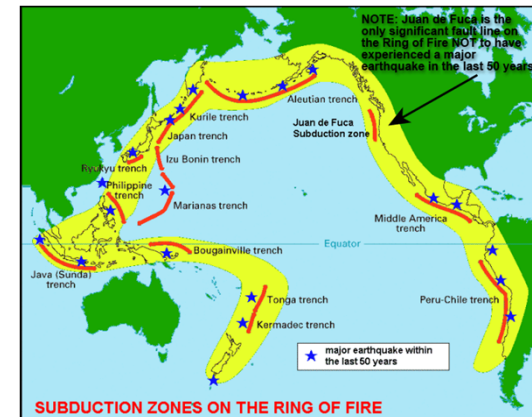 NOTE: Juan de Fuca is the
only significant fault line on
the Ring of Fire NOT to have
experienced a major
earthquake in the last 50 years
Aleutian trench
Kurile trench
Juan de Fuca
Subduction zone
Japan trench
Izu Bonin trench
Ryukyu trench
Philippine
trench
Marianas trench
Middle America
trench
Equator
Bougainville trench
Java (Sunda)
trench
Tonga trench
Peru-Chile trench
Kermadec trench
major earthquake within
the last 50 years
SUBDUCTION ZONES ON THE RING OF FIRE